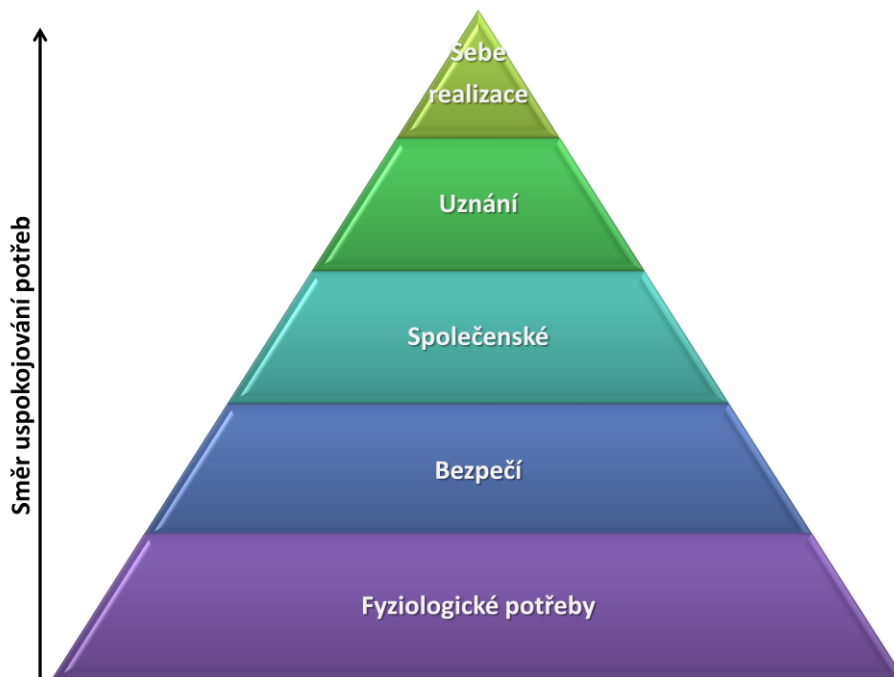 Sebe
realizace
Uznání
Společenské
Bezpečí
Fyziologické potřeby
Směr uspokojování potřeb